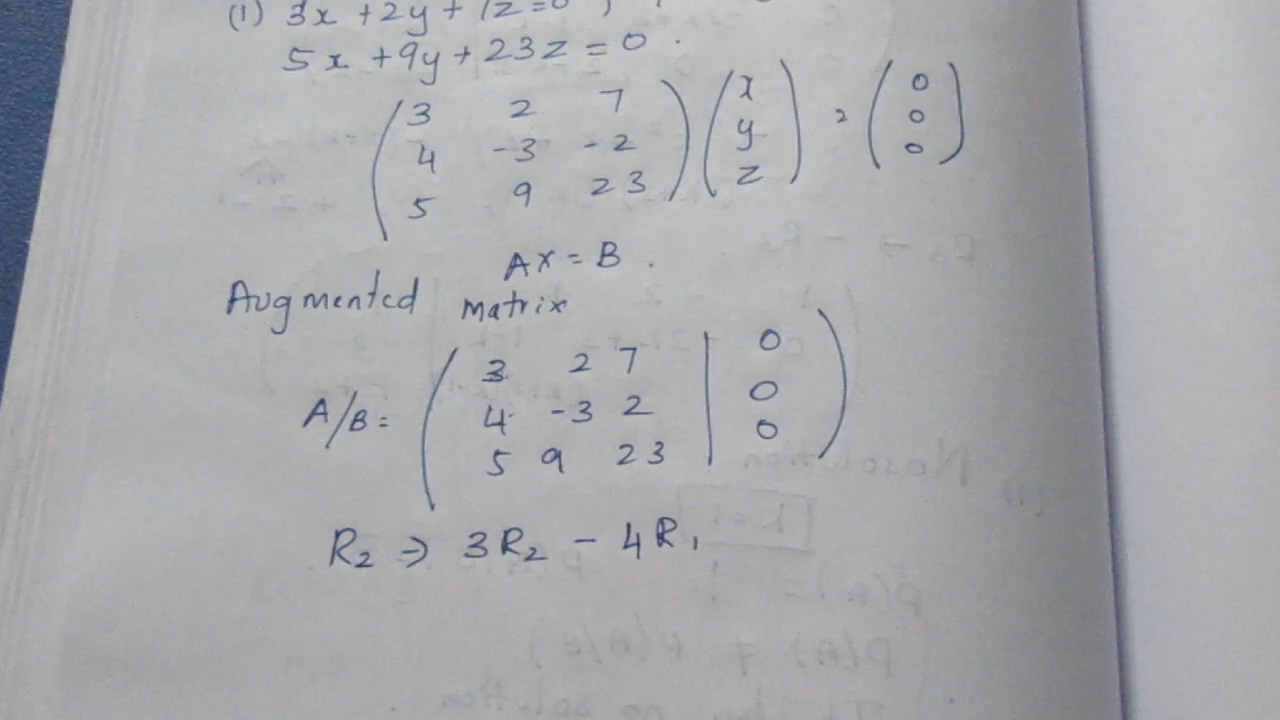 (1) 3x + 2y + 7z = 0 ,
5x + 9y + 23z = 0 .
( 3 2 7 ) ( x ) = ( 0 )
4 -3 -2 y 0
5 9 23 z 0
AX = B .
Augmented matrix
3 2 7 | 0
A/B = 4 -3 2 | 0
5 9 23 | 0
R₂ ⇒ 3R₂ - 4R₁